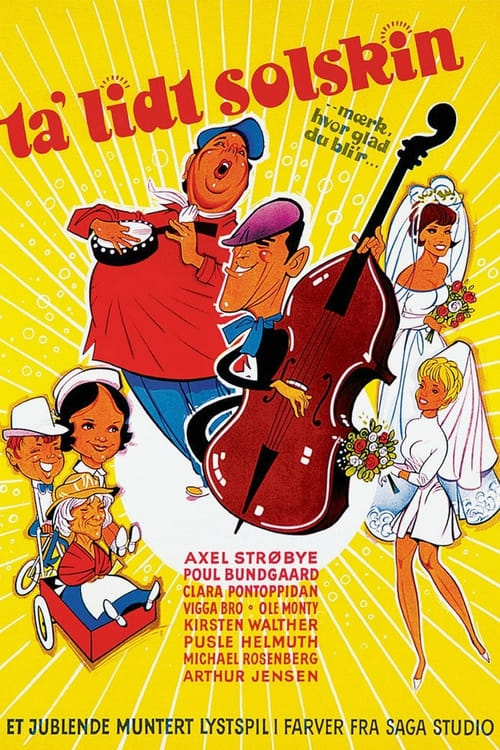 ta' lidt solskin
...mærk,
hvor glad
du bli'r...
AXEL STRØBYE
POUL BUNDGAARD
CLARA PONTOPPIDAN
VIGGA BRO • OLE MONTY
KIRSTEN WALTHER
PUSLE HELMUTH
MICHAEL ROSENBERG
ARTHUR JENSEN
ET JUBLENDE MUNTERT LYSTSPIL I FARVER FRA SAGA STUDIO